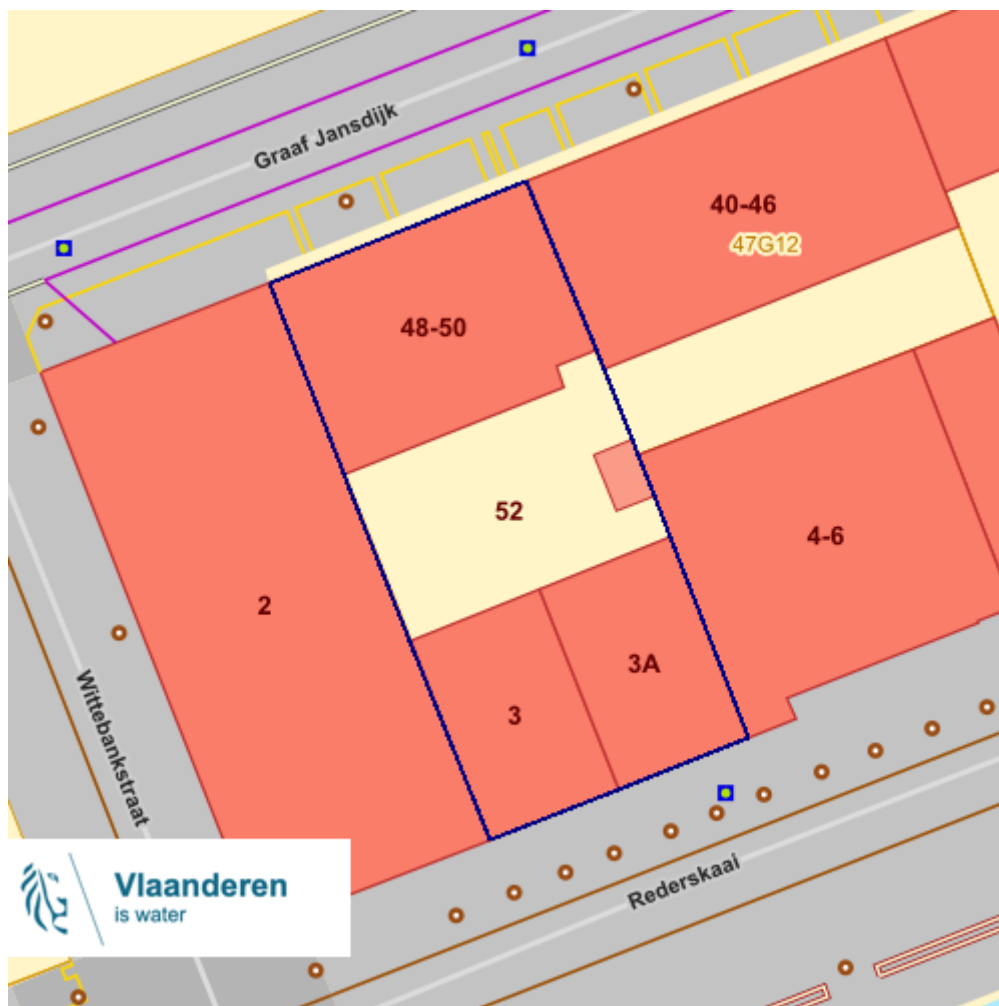 Graaf Jansdijk
40-46
47G12
48-50
52
4-6
2
3A
3
Wittebankstraat
Rederskaai
Vlaanderen
is water